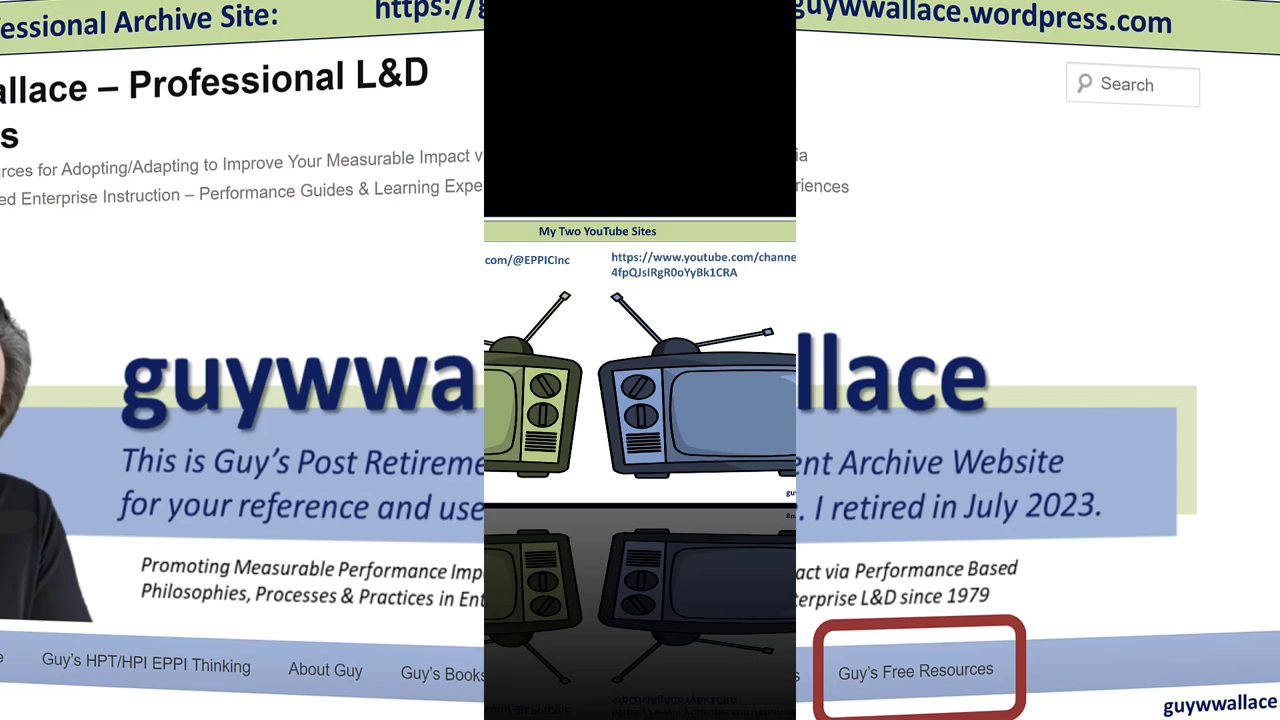 essional Archive Site: https://g
guywwallace.wordpress.com
allace – Professional L&D
s
Search
rces for Adopting/Adapting to Improve Your Measurable Impact v
ia
ed Enterprise Instruction – Performance Guides & Learning Expe
riences
My Two YouTube Sites
com/@EPPICInc
https://www.youtube.com/channe
4fpQJsIRgR0oYyBk1CRA
guywwa
llace
This is Guy's Post Retireme
ent Archive Website
for your reference and use
. I retired in July 2023.
gu
Promoting Measurable Performance Imp
act via Performance Based
Philosophies, Processes & Practices in Ent
erprise L&D since 1979
e Guy's HPT/HPI EPPI Thinking About Guy Guy's Books
s Guy's Free Resources
guywwallace